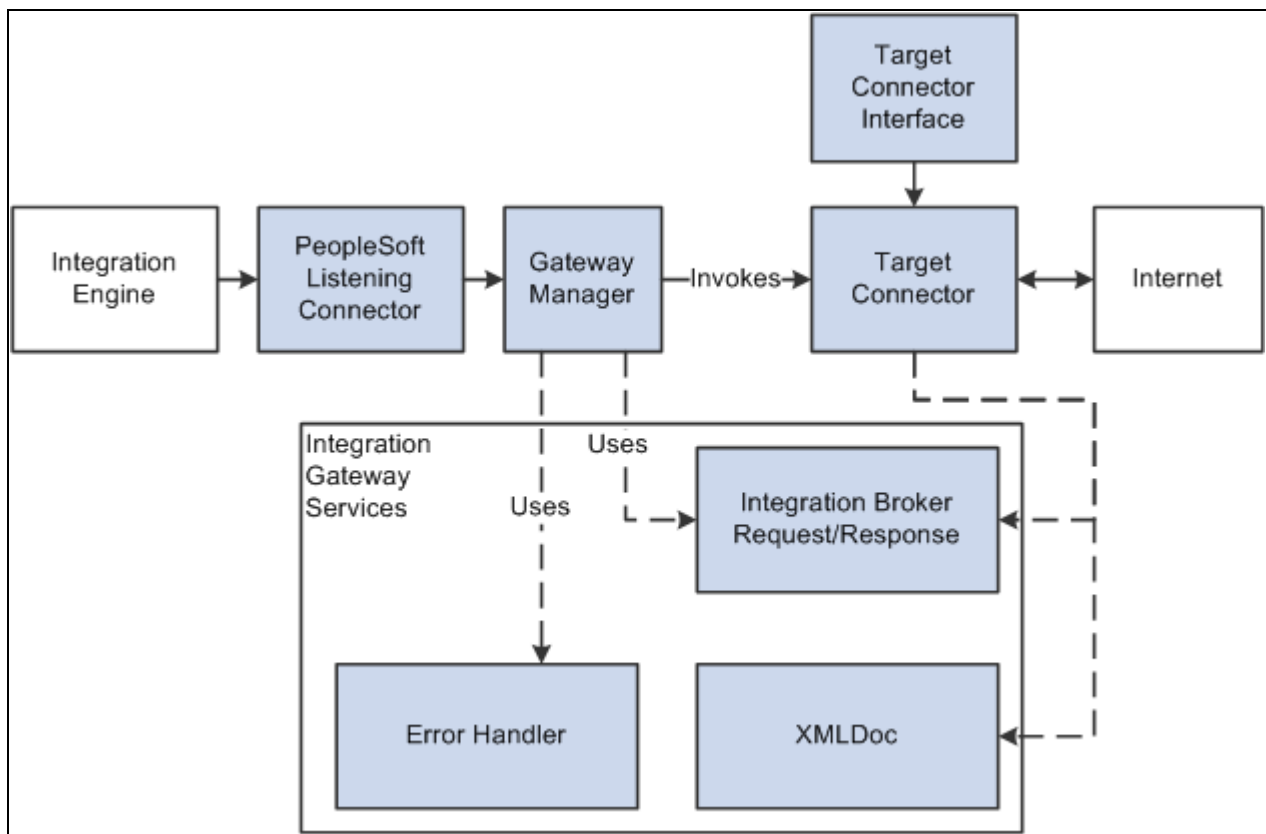 Target
Connector
Interface
Integration
Engine
PeopleSoft
Listening
Connector
Gateway
Manager
Invokes
Target
Connector
Internet
Integration
Gateway
Services
Uses
Uses
Integration Broker
Request/Response
Error Handler
XMLDoc